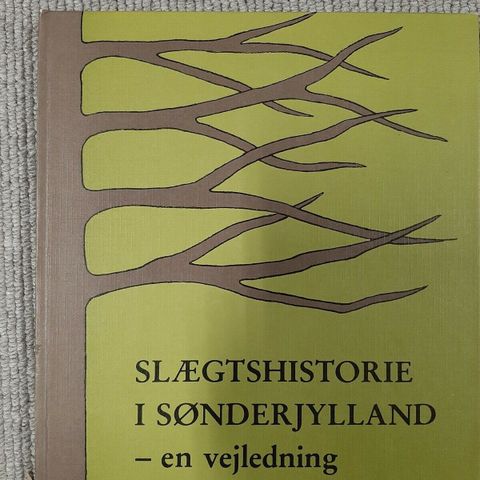 SLÆGTSHISTORIE
I SØNDERJYLLAND
– en vejledning